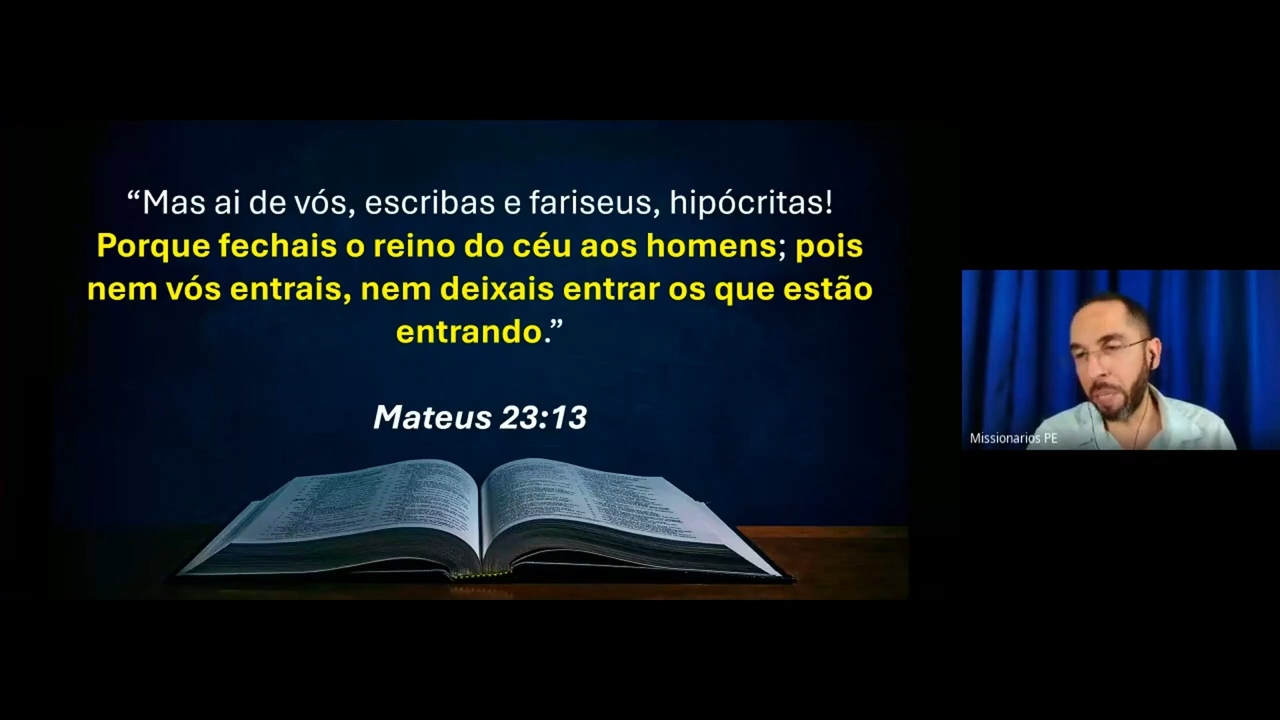 “Mas ai de vós, escribas e fariseus, hipócritas!
Porque fechais o reino do céu aos homens; pois
nem vós entrais, nem deixais entrar os que estão
entrando.”
Mateus 23:13
Missionarios PE